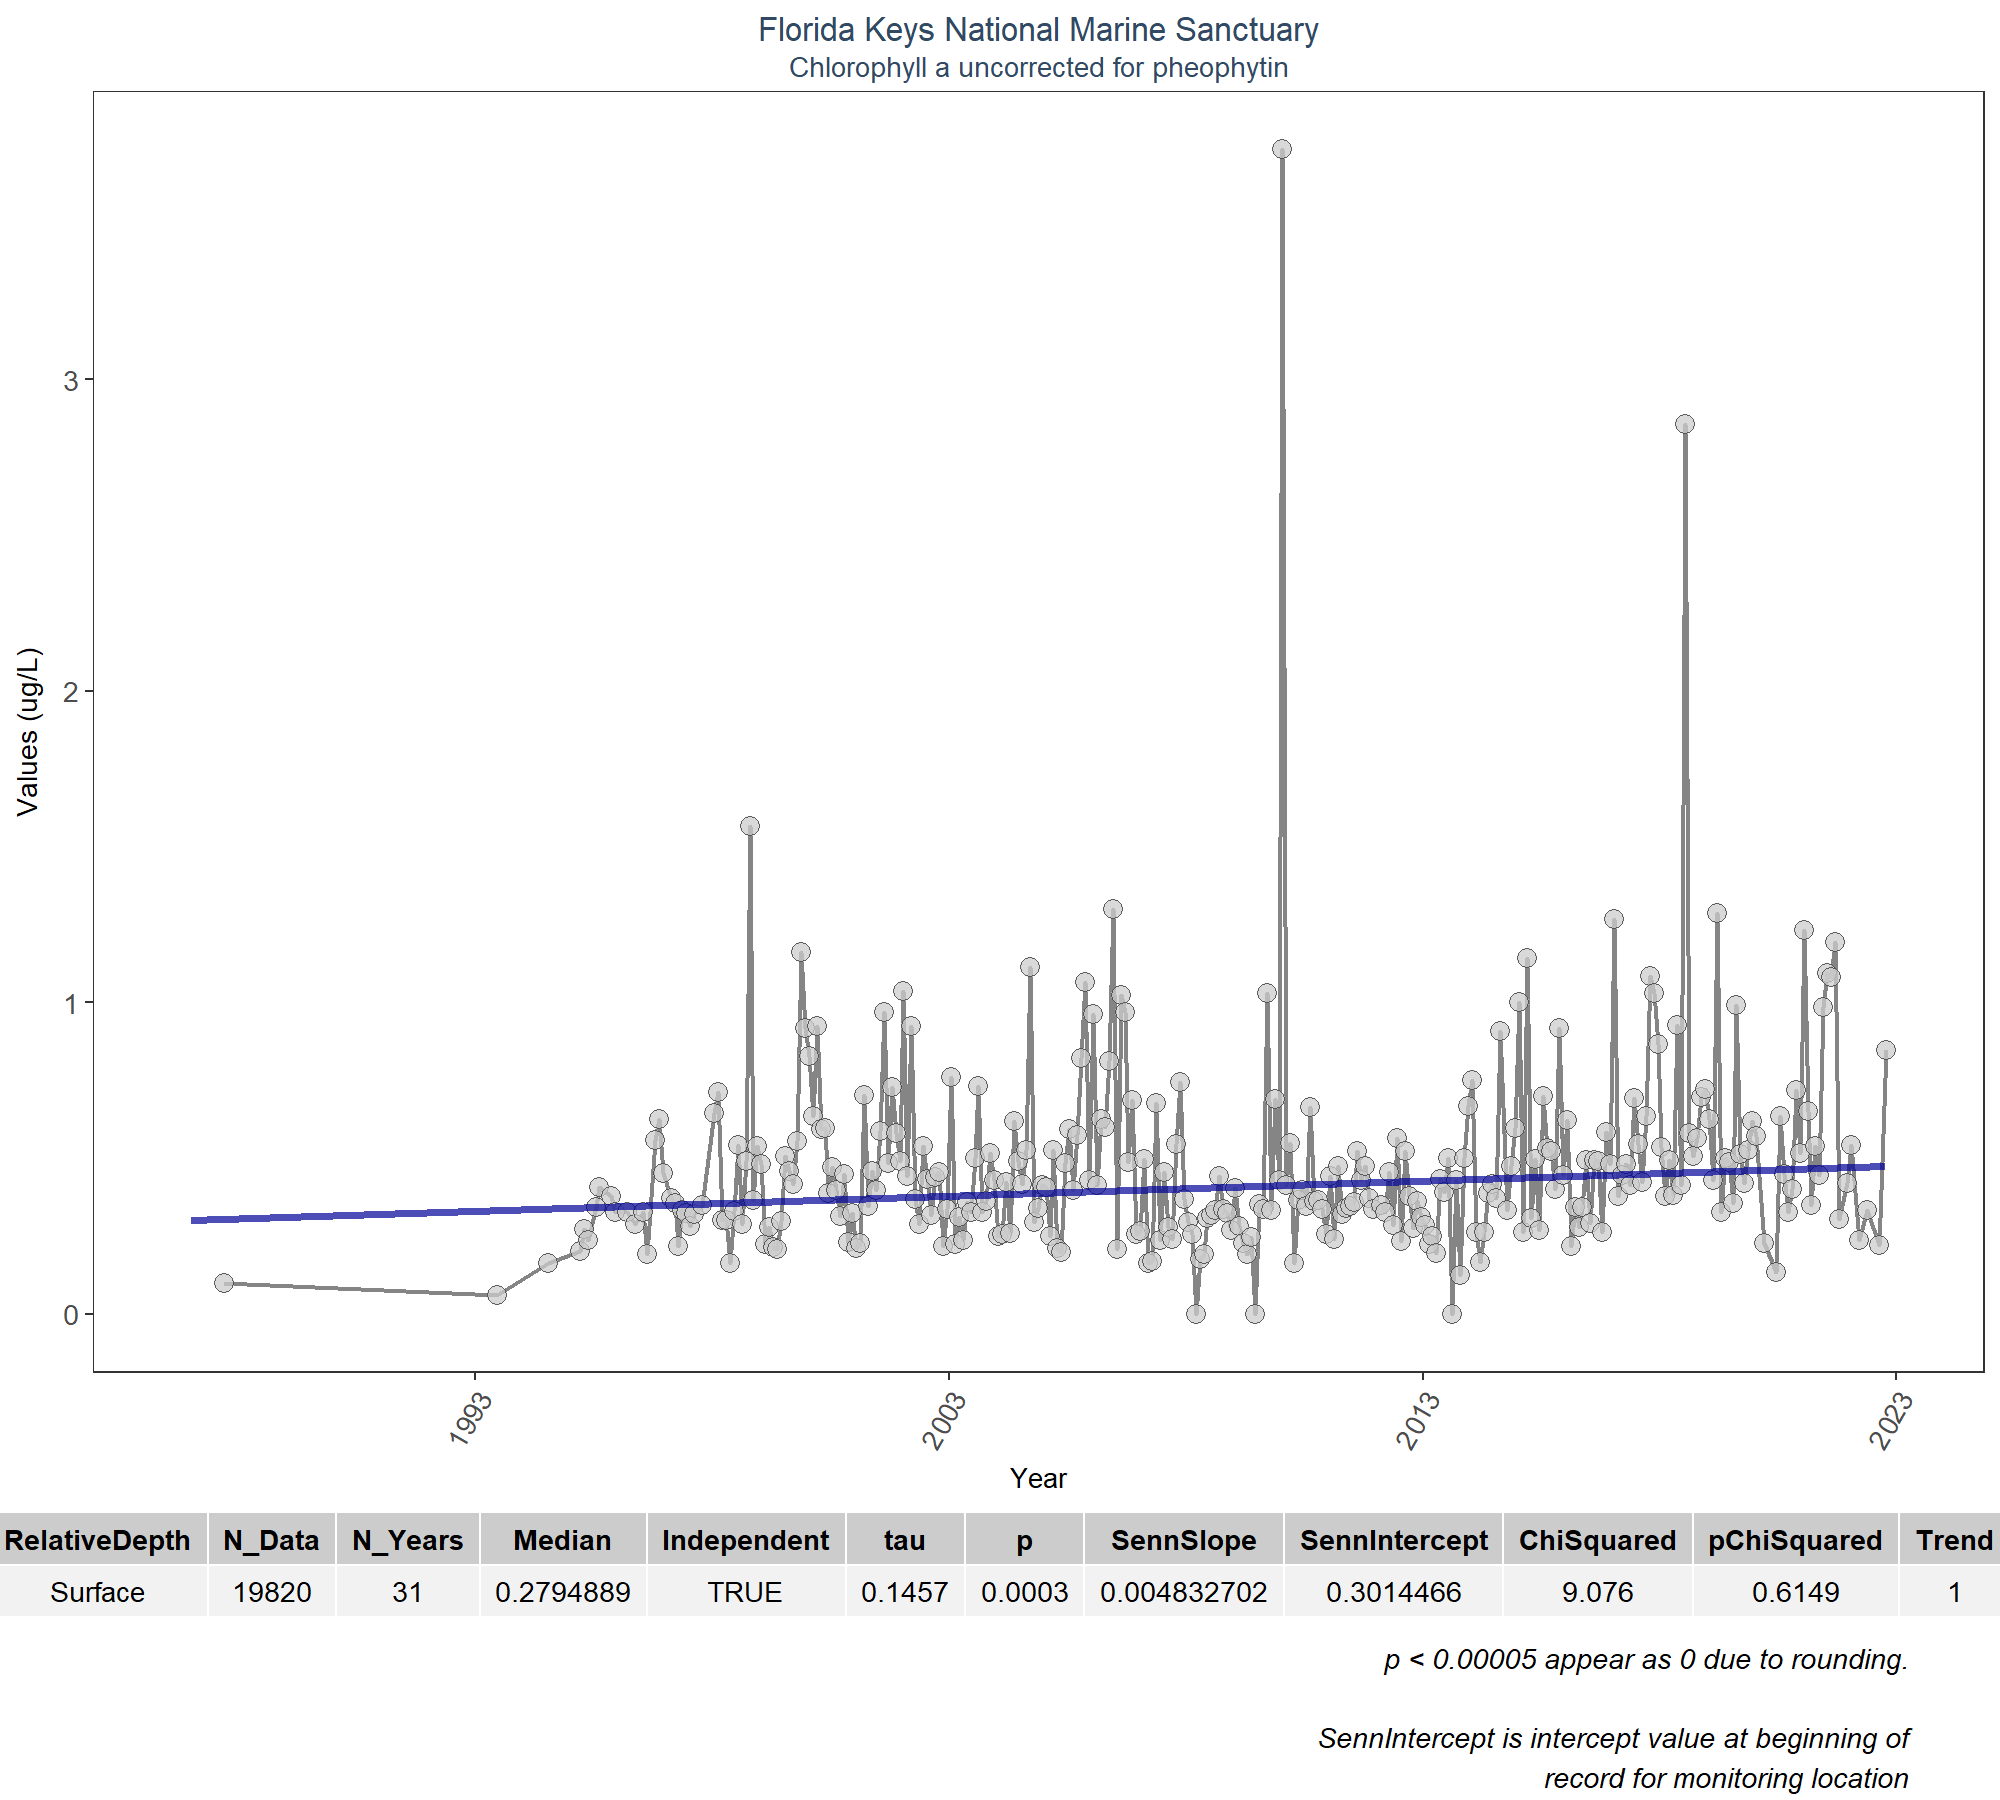 Florida Keys National Marine Sanctuary
Chlorophyll a uncorrected for pheophytin
Values (ug/L)
3
2
1
0
1993 2003 2013 2023
Year
RelativeDepth N_Data N_Years Median Independent tau p SennSlope SennIntercept ChiSquared pChiSquared Trend
Surface 19820 31 0.2794889 TRUE 0.1457 0.0003 0.004832702 0.3014466 9.076 0.6149 1
p < 0.00005 appear as 0 due to rounding.
SennIntercept is intercept value at beginning of
record for monitoring location